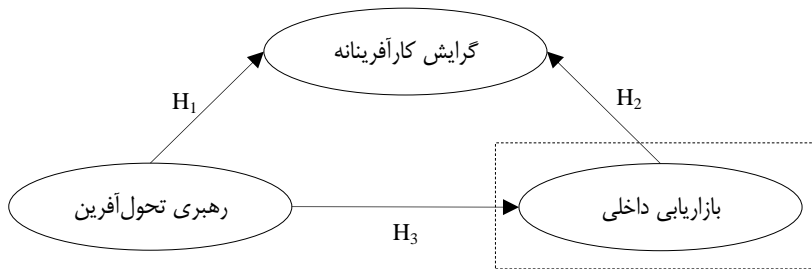 گرایش کارآفرینانه
H₁
H₂
رهبری تحول‌آفرین
بازاریابی داخلی
H₃